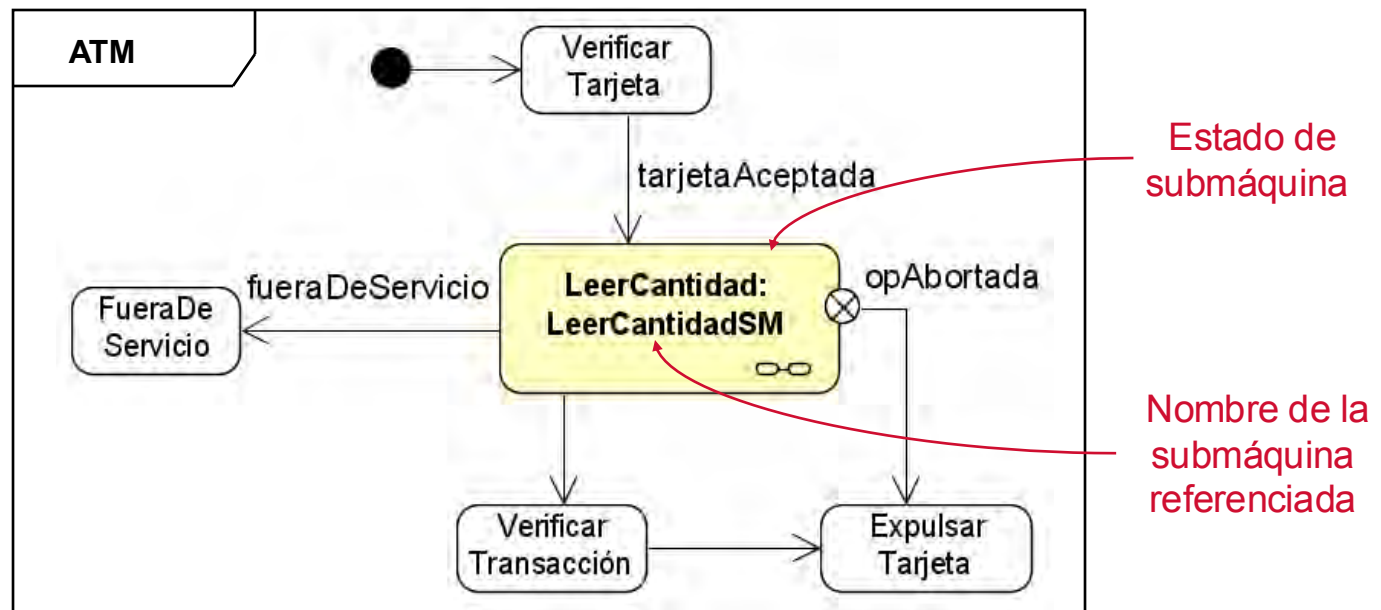 ATM
Verificar
Tarjeta
tarjetaAceptada
Estado de
submáquina
fueraDeServicio
LeerCantidad:
LeerCantidadSM
opAbortada
FueraDe
Servicio
Nombre de la
submáquina
referenciada
Verificar
Transacción
Expulsar
Tarjeta